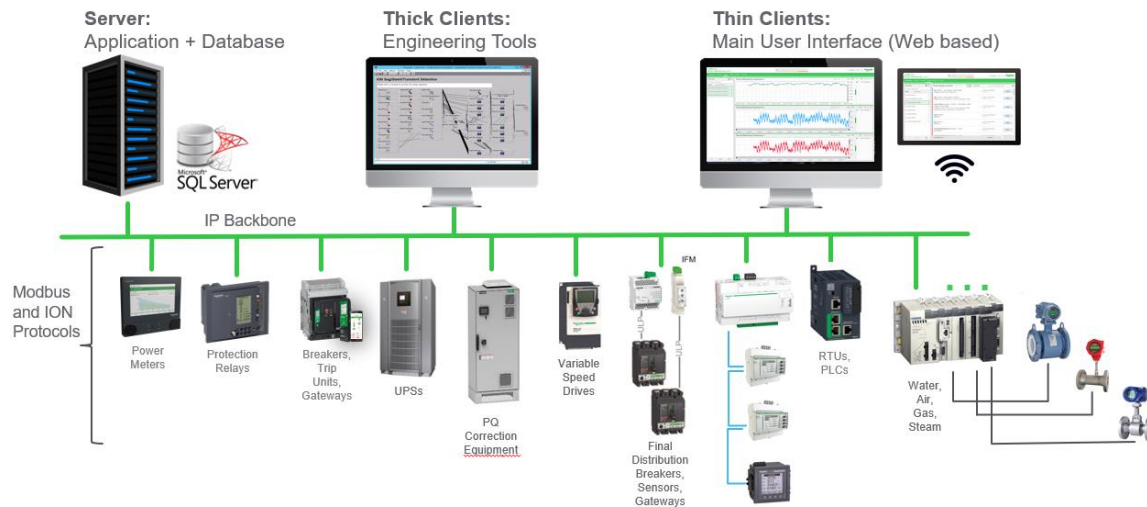 Server:
Application + Database
Thick Clients:
Engineering Tools
Thin Clients:
Main User Interface (Web based)
Microsoft®
SQL Server®
IP Backbone
Modbus
and ION
Protocols
Power
Meters
Protection
Relays
Breakers,
Trip
Units,
Gateways
UPSs
PQ
Correction
Equipment
Variable
Speed
Drives
IFM
ULP
ULP
Final
Distribution
Breakers,
Sensors,
Gateways
RTUs,
PLCs
Water,
Air,
Gas,
Steam